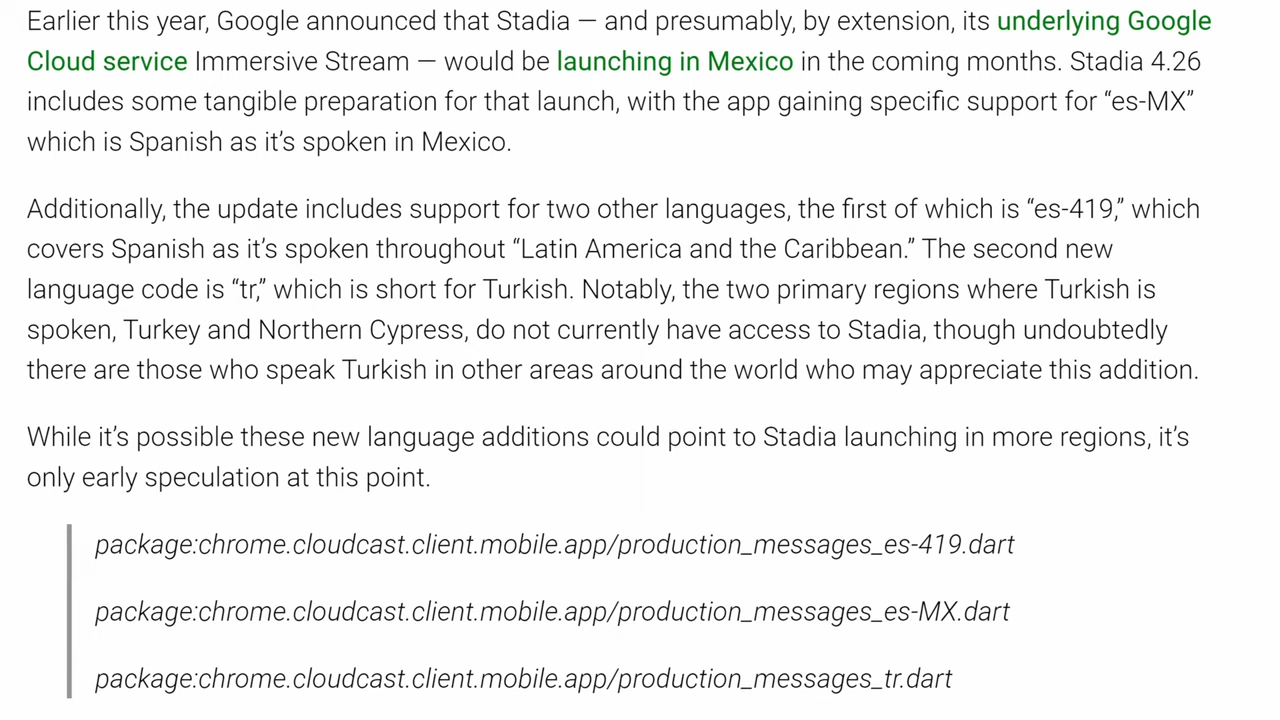 Earlier this year, Google announced that Stadia — and presumably, by extension, its underlying Google
Cloud service Immersive Stream — would be launching in Mexico in the coming months. Stadia 4.26
includes some tangible preparation for that launch, with the app gaining specific support for “es-MX”
which is Spanish as it’s spoken in Mexico.
Additionally, the update includes support for two other languages, the first of which is “es-419,” which
covers Spanish as it’s spoken throughout “Latin America and the Caribbean.” The second new
language code is “tr,” which is short for Turkish. Notably, the two primary regions where Turkish is
spoken, Turkey and Northern Cypress, do not currently have access to Stadia, though undoubtedly
there are those who speak Turkish in other areas around the world who may appreciate this addition.
While it’s possible these new language additions could point to Stadia launching in more regions, it’s
only early speculation at this point.
package:chrome.cloudcast.client.mobile.app/production_messages_es-419.dart
package:chrome.cloudcast.client.mobile.app/production_messages_es-MX.dart
package:chrome.cloudcast.client.mobile.app/production_messages_tr.dart